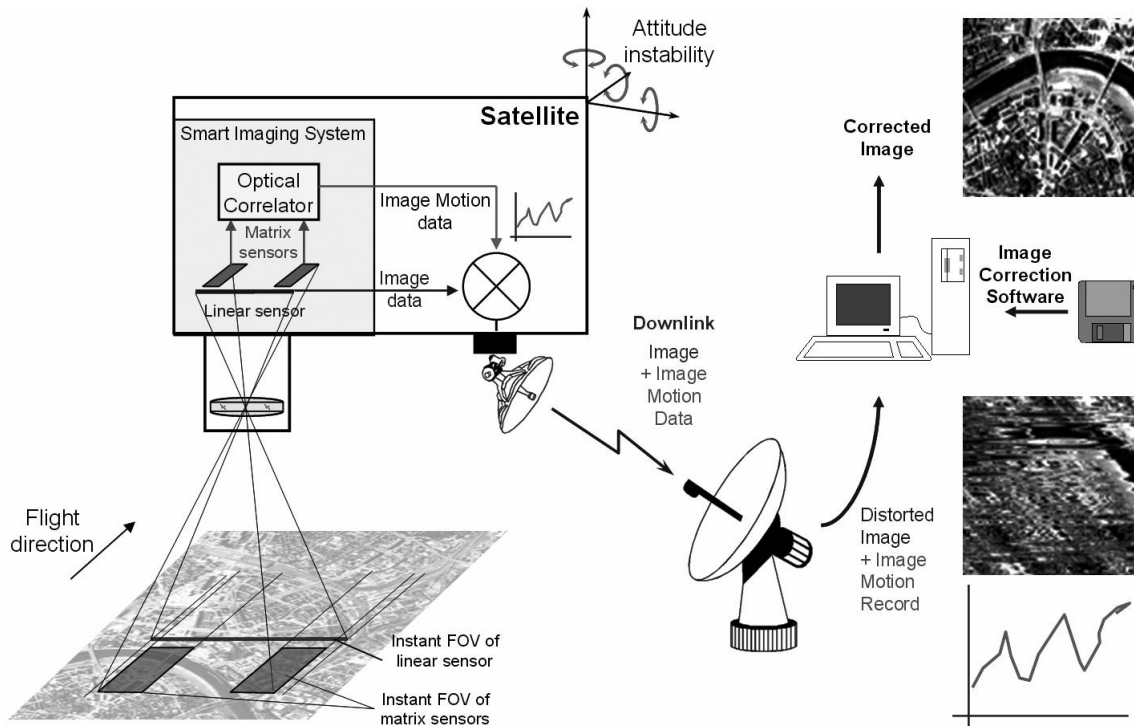 Attitude
instability
Satellite
Smart Imaging System
Optical
Correlator
Matrix
sensors
Linear sensor
Image Motion
data
Image
data
Downlink
Image
+ Image
Motion
Data
Flight
direction
Instant FOV of
linear sensor
Instant FOV of
matrix sensors
Corrected
Image
Image
Correction
Software
Distorted
Image
+ Image
Motion
Record